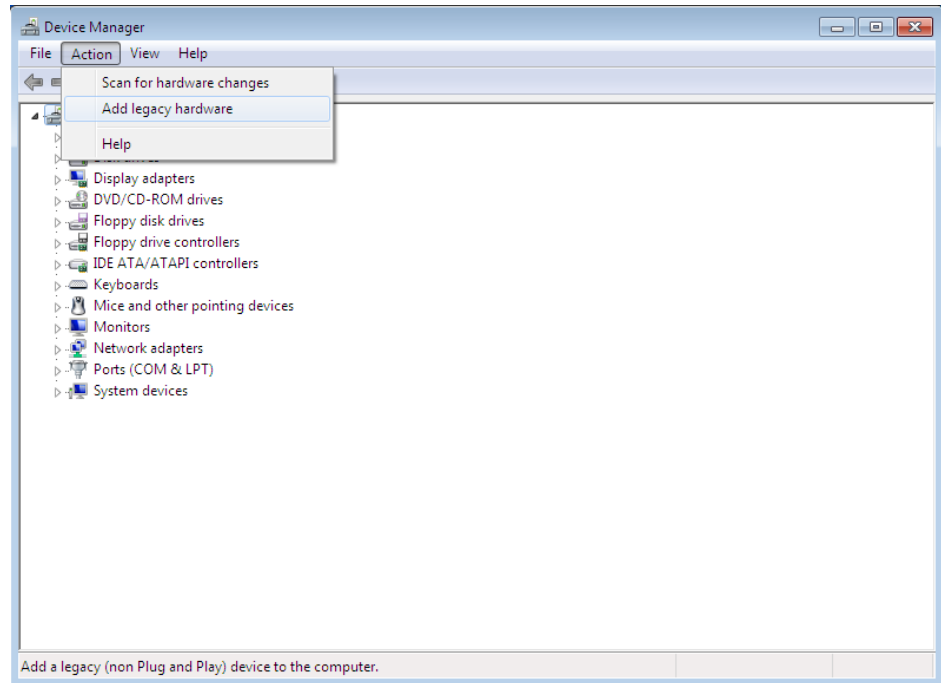 Device Manager
File Action View Help
Scan for hardware changes
Add legacy hardware
Help
Disk drives
Display adapters
DVD/CD-ROM drives
Floppy disk drives
Floppy drive controllers
IDE ATA/ATAPI controllers
Keyboards
Mice and other pointing devices
Monitors
Network adapters
Ports (COM & LPT)
System devices
Add a legacy (non Plug and Play) device to the computer.